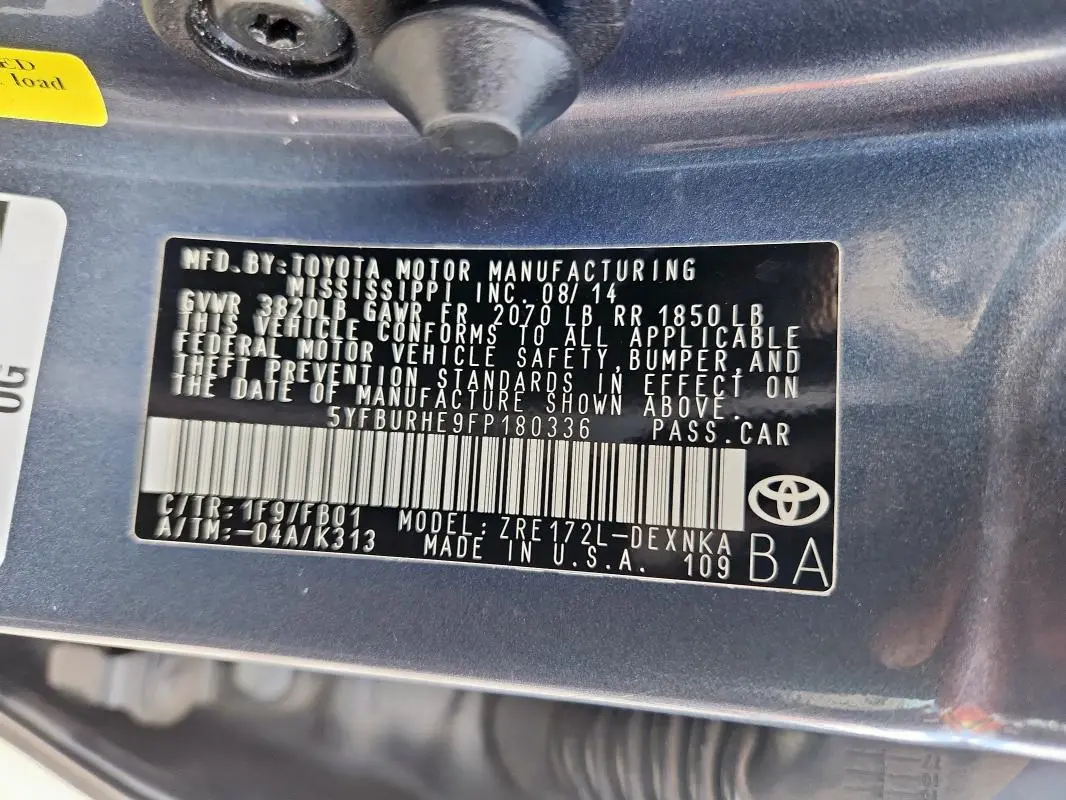 ED
load
OG
MFD.BY:TOYOTA MOTOR MANUFACTURING
MISSISSIPPI INC. 08/14
GVWR 3820LB GAWR FR 2070 LB RR 1850 LB
THIS VEHICLE CONFORMS TO ALL APPLICABLE
FEDERAL MOTOR VEHICLE SAFETY, BUMPER, AND
THEFT PREVENTION STANDARDS IN EFFECT ON
THE DATE OF MANUFACTURE SHOWN ABOVE.
5YFBURHE9FP180336 PASS.CAR
C/TR: 1F9/FB01 MODEL: ZRE172L-DEXNKA
A/TM:-04A/K313 MADE IN U.S.A. 109 BA